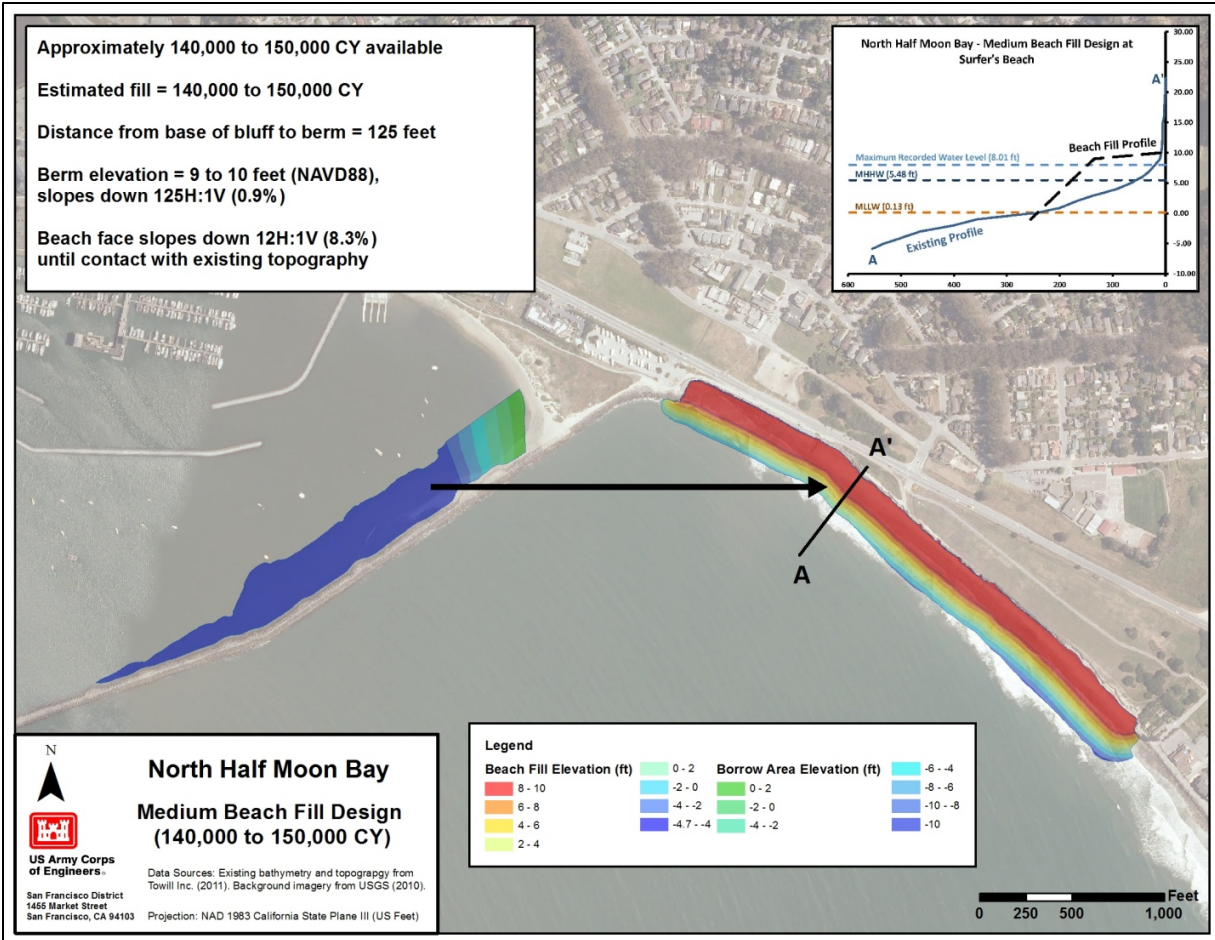 Approximately 140,000 to 150,000 CY available
Estimated fill = 140,000 to 150,000 CY
Distance from base of bluff to berm = 125 feet
Berm elevation = 9 to 10 feet (NAVD88),
slopes down 125H:1V (0.9%)
Beach face slopes down 12H:1V (8.3%)
until contact with existing topography
North Half Moon Bay - Medium Beach Fill Design at
Surfer's Beach
30.00
25.00
A'
20.00
15.00
Beach Fill Profile
10.00
Maximum Recorded Water Level (8.01 ft)
MHHW (5.48 ft)
5.00
MLLW (0.13 ft)
0.00
Existing Profile
-5.00
A
-10.00
600
500
400
300
200
100
0
A'
A
N
US Army Corps
of Engineers®
San Francisco District
1455 Market Street
San Francisco, CA 94103
North Half Moon Bay
Medium Beach Fill Design
(140,000 to 150,000 CY)
Data Sources: Existing bathymetry and topograpgy from
Towill Inc. (2011). Background imagery from USGS (2010).
Projection: NAD 1983 California State Plane III (US Feet)
Legend
Beach Fill Elevation (ft)
8 - 10
6 - 8
4 - 6
2 - 4
0 - 2
-2 - 0
-4 - -2
-4.7 - -4
Borrow Area Elevation (ft)
0 - 2
-2 - 0
-4 - -2
-6 - -4
-8 - -6
-10 - -8
-10
Feet
0 250 500 1,000